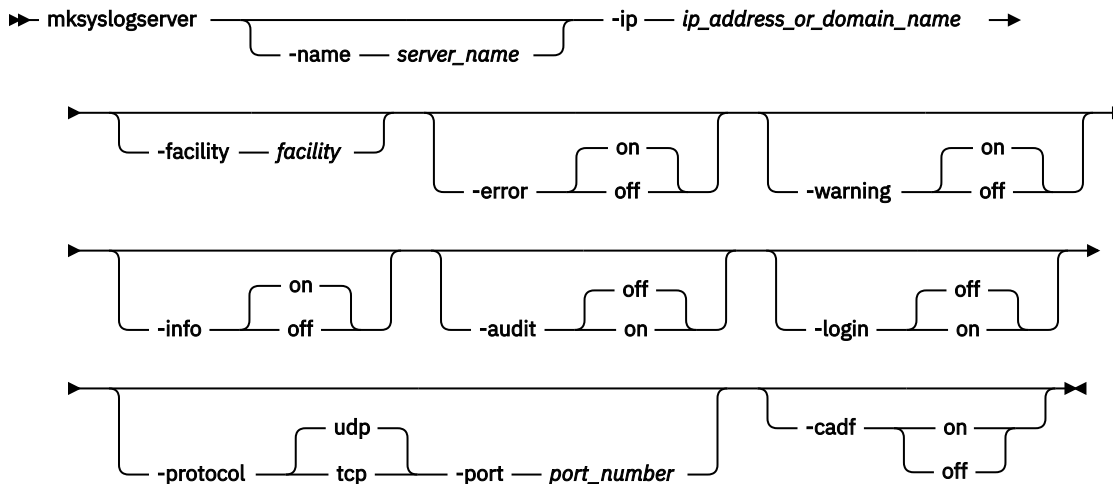 mksyslogserver -ip ip_address_or_domain_name
-name server_name
-facility facility on on
-error off -warning off
on off off
-info off -audit on -login on
udp -cadf on
-protocol tcp -port port_number off